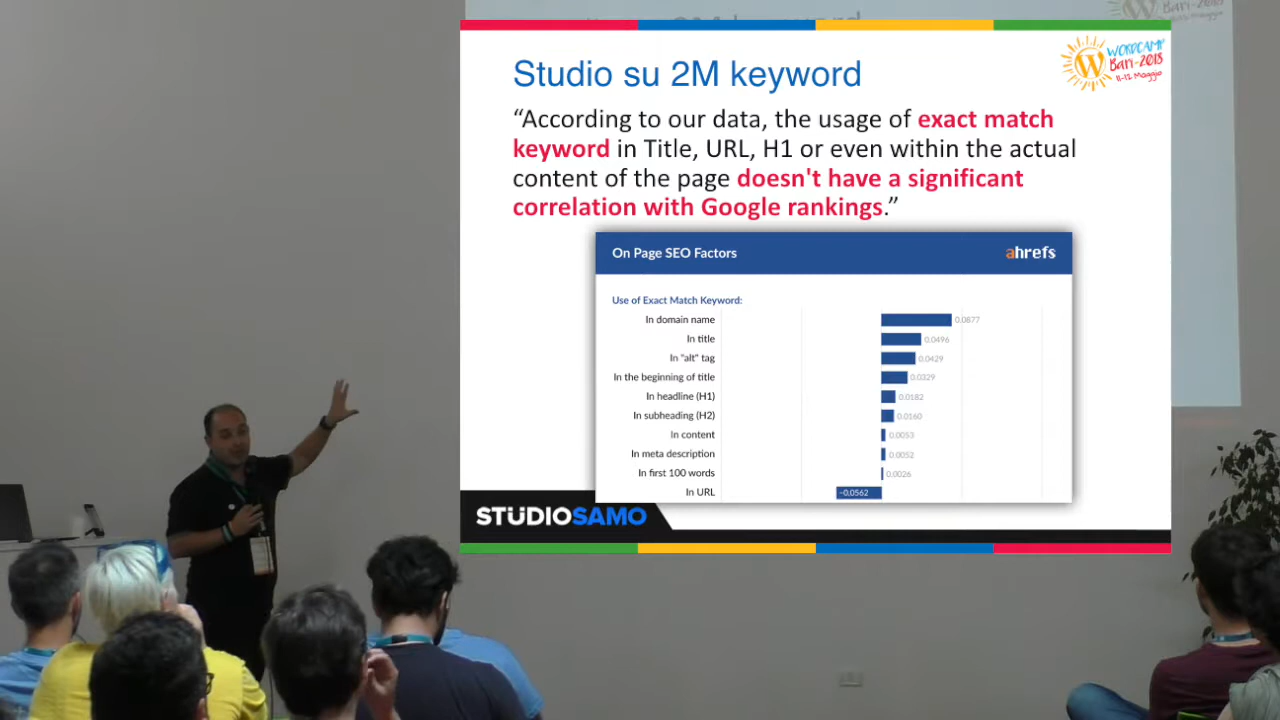 Studio su 2M keyword
WORDCAMP
Bari-2018
11-12 Maggio
“According to our data, the usage of exact match
keyword in Title, URL, H1 or even within the actual
content of the page doesn't have a significant
correlation with Google rankings.”
On Page SEO Factors
ahrefs
Use of Exact Match Keyword:
In domain name 0.0877
In title 0.0496
In "alt" tag 0.0429
In the beginning of title 0.0329
In headline (H1) 0.0182
In subheading (H2) 0.0160
In content 0.0053
In meta description 0.0052
In first 100 words 0.0026
In URL -0.0562
STUDIOSAMO